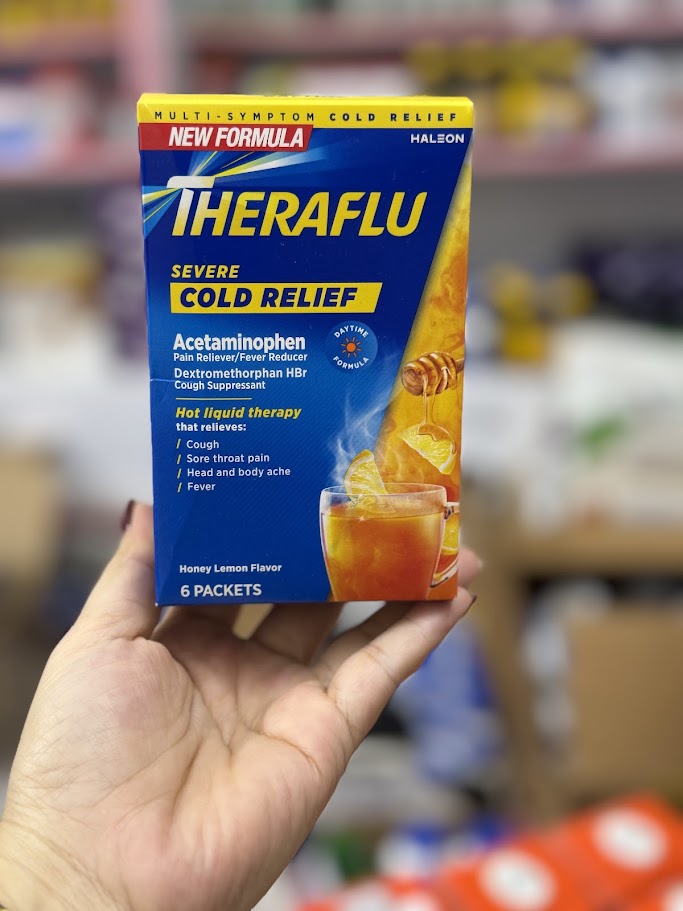 MULTI-SYMPTOM COLD RELIEF
NEW FORMULA
HALEON
THERAFLU
SEVERE
COLD RELIEF
Acetaminophen
Pain Reliever/Fever Reducer
DAYTIME
FORMULA
Dextromethorphan HBr
Cough Suppressant
Hot liquid therapy
that relieves:
/ Cough
/ Sore throat pain
/ Head and body ache
/ Fever
Honey Lemon Flavor
6 PACKETS